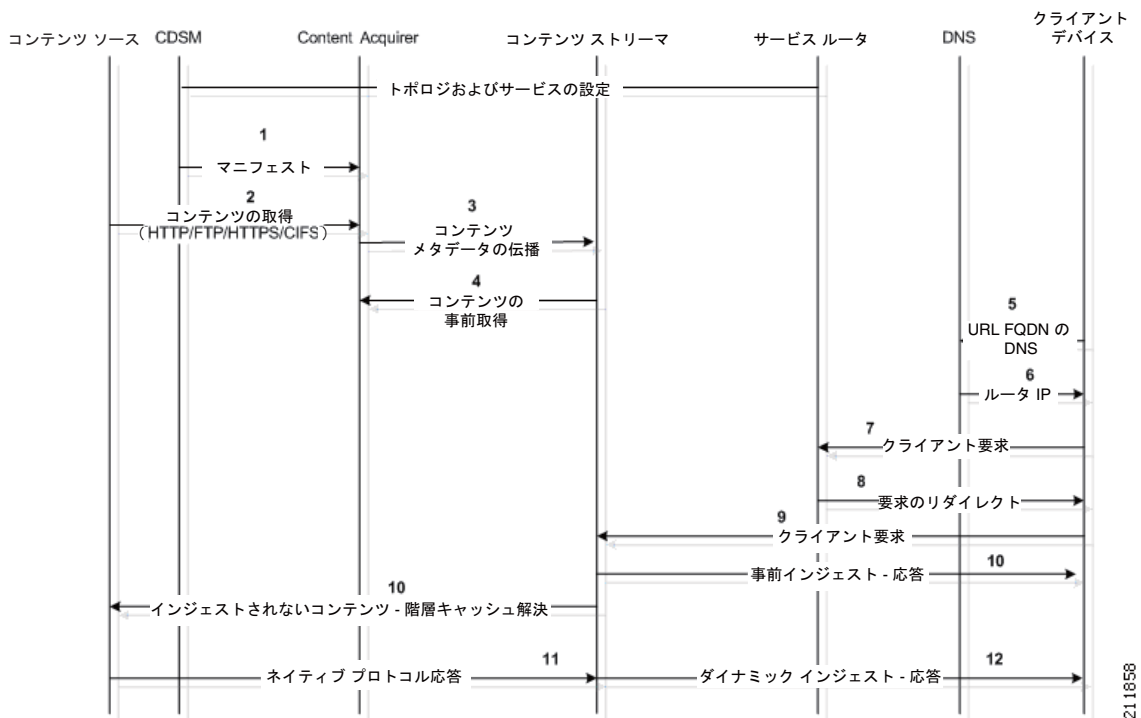 コンテンツ ソース
CDSM
Content Acquirer
コンテンツ ストリーマ
サービス ルータ
DNS
クライアント
デバイス
トポロジおよびサービスの設定
1
マニフェスト
2
コンテンツの取得
(HTTP/FTP/HTTPS/CIFS)
3
コンテンツ
メタデータの伝播
4
コンテンツの
事前取得
5
URL FQDN の
DNS
6
ルータ IP
7
クライアント要求
8
要求のリダイレクト
9
クライアント要求
10
事前インジェスト - 応答
10
インジェストされないコンテンツ - 階層キャッシュ解決
11
ネイティブ プロトコル応答
12
ダイナミック インジェスト - 応答
211858